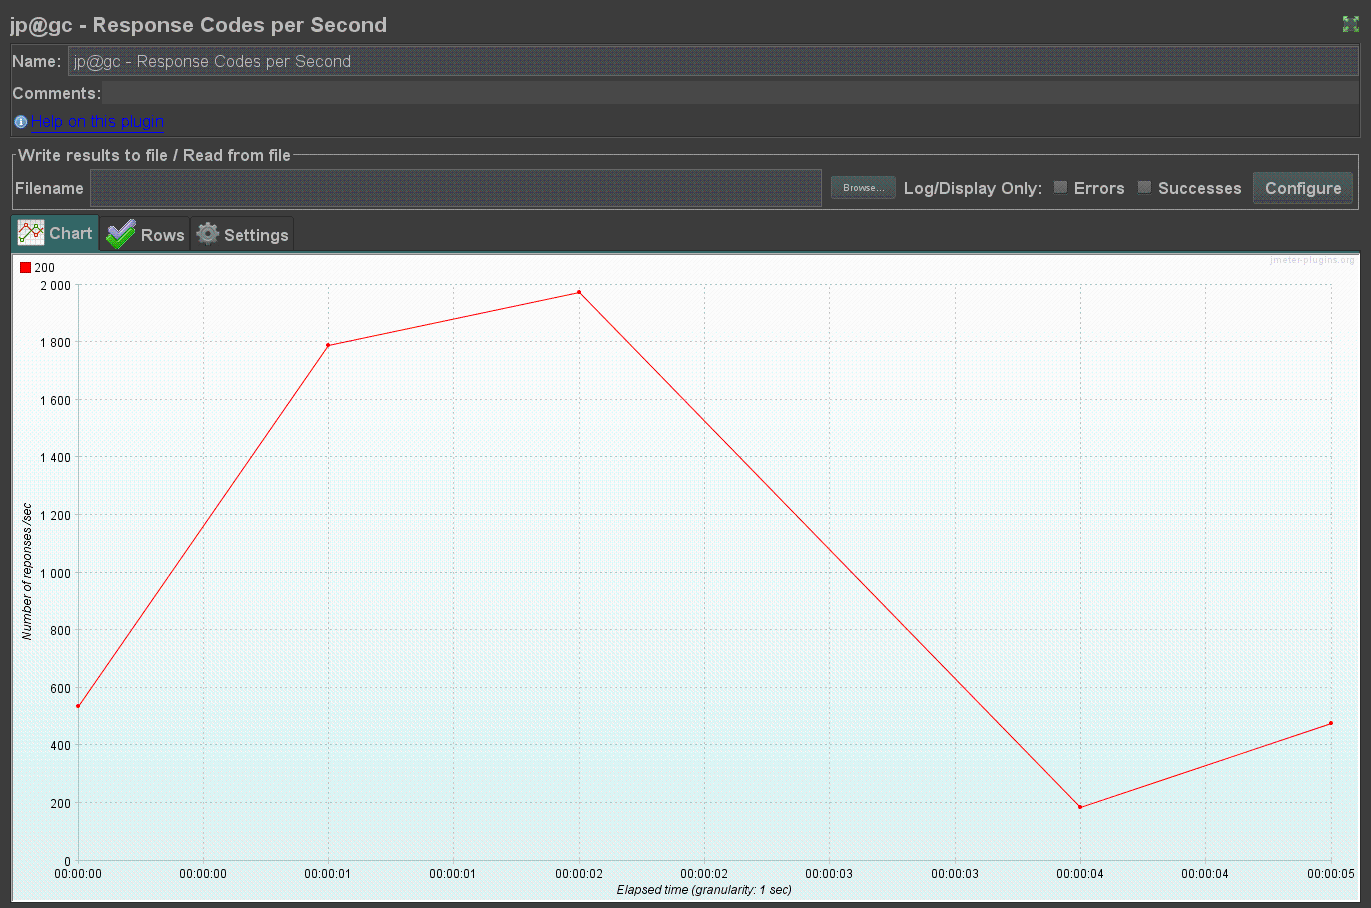 jp@gc - Response Codes per Second
Name: jp@gc - Response Codes per Second
Comments:
Help on this plugin
Write results to file / Read from file
Filename Browse... Log/Display Only: Errors Successes Configure
Chart Rows Settings
200 jmeter-plugins.org
2 000
1 800
1 600
1 400
1 200
1 000
800
600
400
200
0
Number of reponses /sec
00:00:00 00:00:00 00:00:01 00:00:01 00:00:02 00:00:02 00:00:03 00:00:03 00:00:04 00:00:04 00:00:05
Elapsed time (granularity: 1 sec)